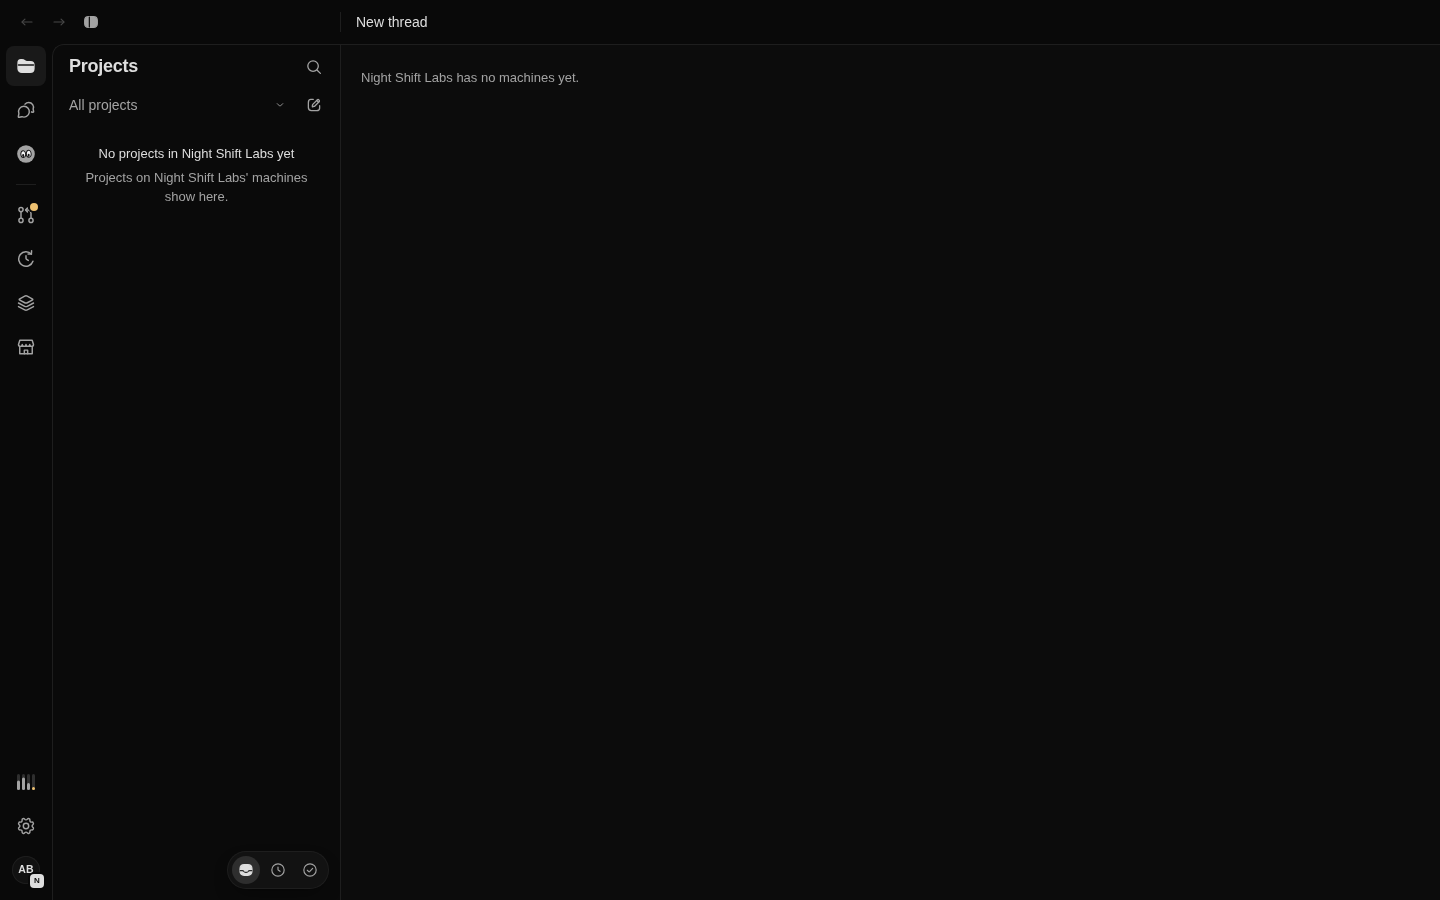 New thread
Projects
Night Shift Labs has no machines yet.
All projects
No projects in Night Shift Labs yet
Projects on Night Shift Labs' machines
show here.
AB
N